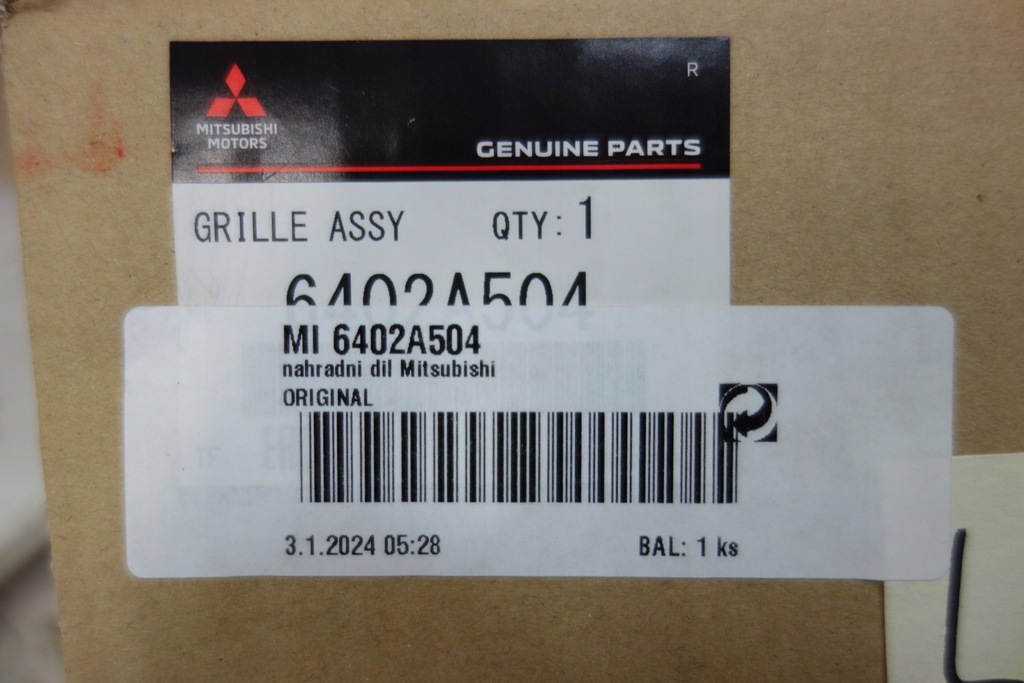 R
MITSUBISHI
MOTORS
GENUINE PARTS
GRILLE ASSY QTY: 1
6402A504
MI 6402A504
nahradni dil Mitsubishi
ORIGINAL
TF
3.1.2024 05:28 BAL: 1 ks